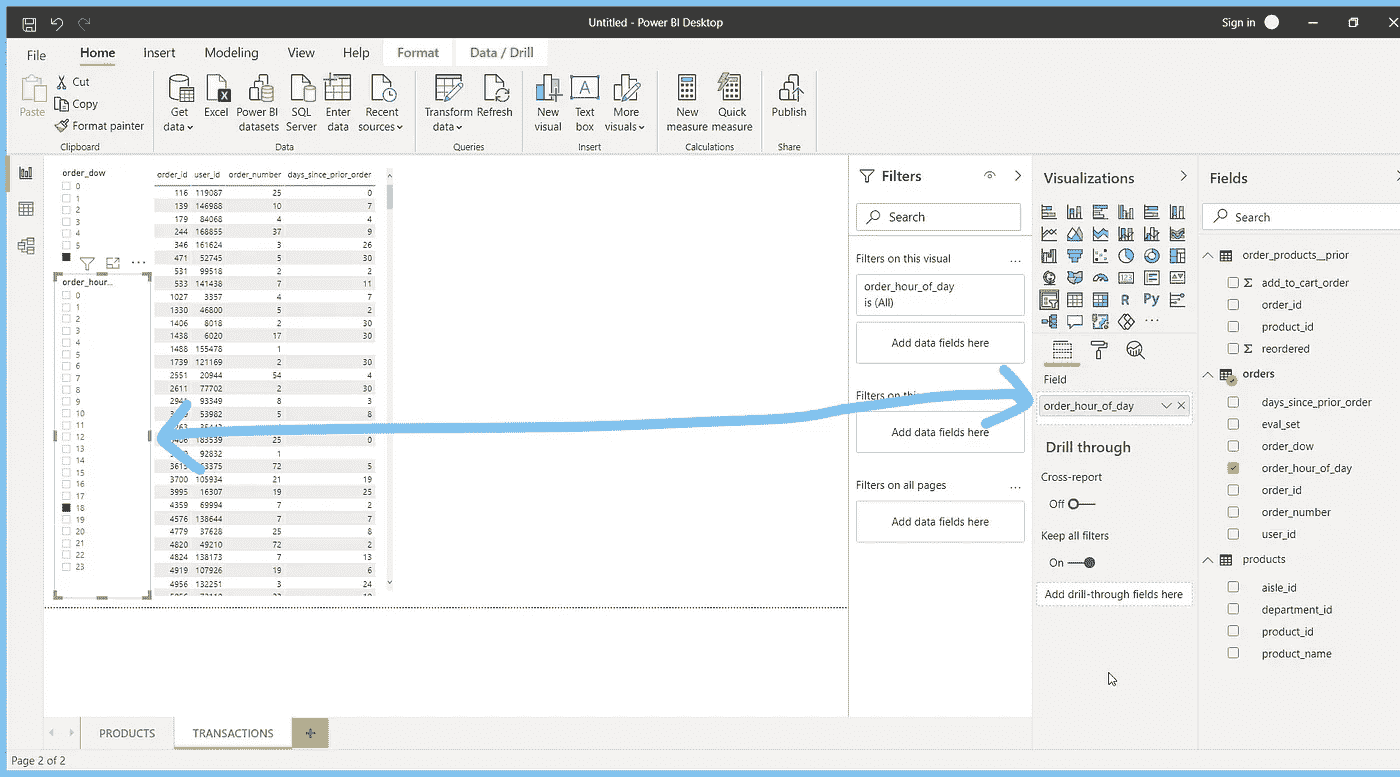 Untitled - Power BI Desktop
Sign in
File Home Insert Modeling View Help Format Data / Drill
Paste
Cut
Copy
Format painter
Clipboard
Get data
Excel
Power BI datasets
SQL Server
Enter data
Recent sources
Data
Transform data
Refresh
Queries
New visual
Text box
More visuals
Insert
New measure
Quick measure
Calculations
Publish
Share
order_dow
0
1
2
3
4
5
order_hour...
0
1
2
3
4
5
6
7
8
9
10
11
12
13
14
15
16
17
18
19
20
21
22
23
order_id user_id order_number days_since_prior_order
116 119087 25 0
139 146988 10 7
179 84068 4 4
244 168855 37 9
346 161624 3 26
471 52745 5 30
531 99518 2 2
533 141438 7 11
1027 3357 4 7
1330 46800 5 2
1406 8018 2 30
1438 6020 17 30
1488 155478 1
1739 121169 2 30
2551 20944 54 4
2611 77702 2 30
93349 8 3
53982 5 8
183539 25 0
92832 1
72 5
3700 105934 21 19
3995 16307 19 25
4359 69994 7 2
4576 138644 7 7
4779 37628 25 8
4820 49210 72 2
4824 138173 7 13
4919 107926 19 6
4956 132251 3 24
Filters
Search
Filters on this visual ...
order_hour_of_day
is (All)
Add data fields here
Filters on
Add data fields here
Filters on all pages ...
Add data fields here
Visualizations
R
Py
...
Field
order_hour_of_day
Drill through
Cross-report
Off
Keep all filters
On
Add drill-through fields here
Fields
Search
order_products__prior
Σ add_to_cart_order
order_id
product_id
Σ reordered
orders
days_since_prior_order
eval_set
order_dow
order_hour_of_day
order_id
order_number
user_id
products
aisle_id
department_id
product_id
product_name
PRODUCTS TRANSACTIONS +
Page 2 of 2